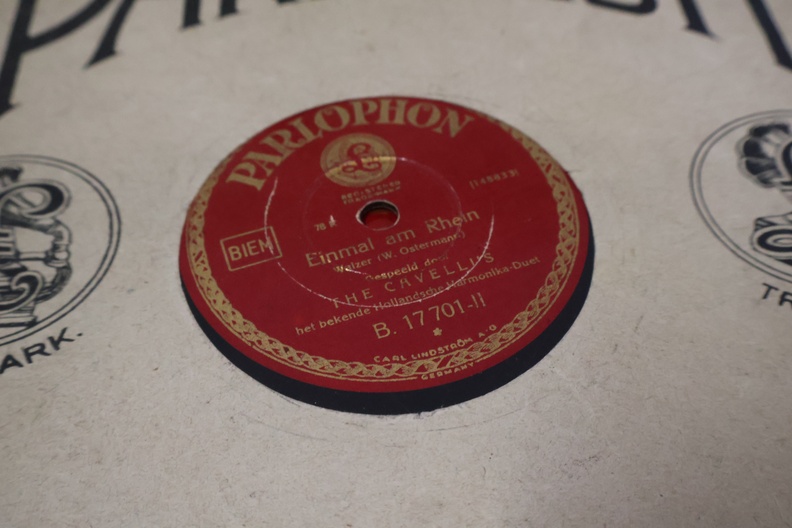 PARLOPHON
REGISTERED
78
BIEM
Einmal am Rhein
Walzer (W. Ostermann)
Gespeeld door
THE CAVELLIS
het bekende Hollandsche Harmonika-Duet
B. 17701-II
CARL LINDSTRÖM A.G.
GERMANY
ARK.
TR